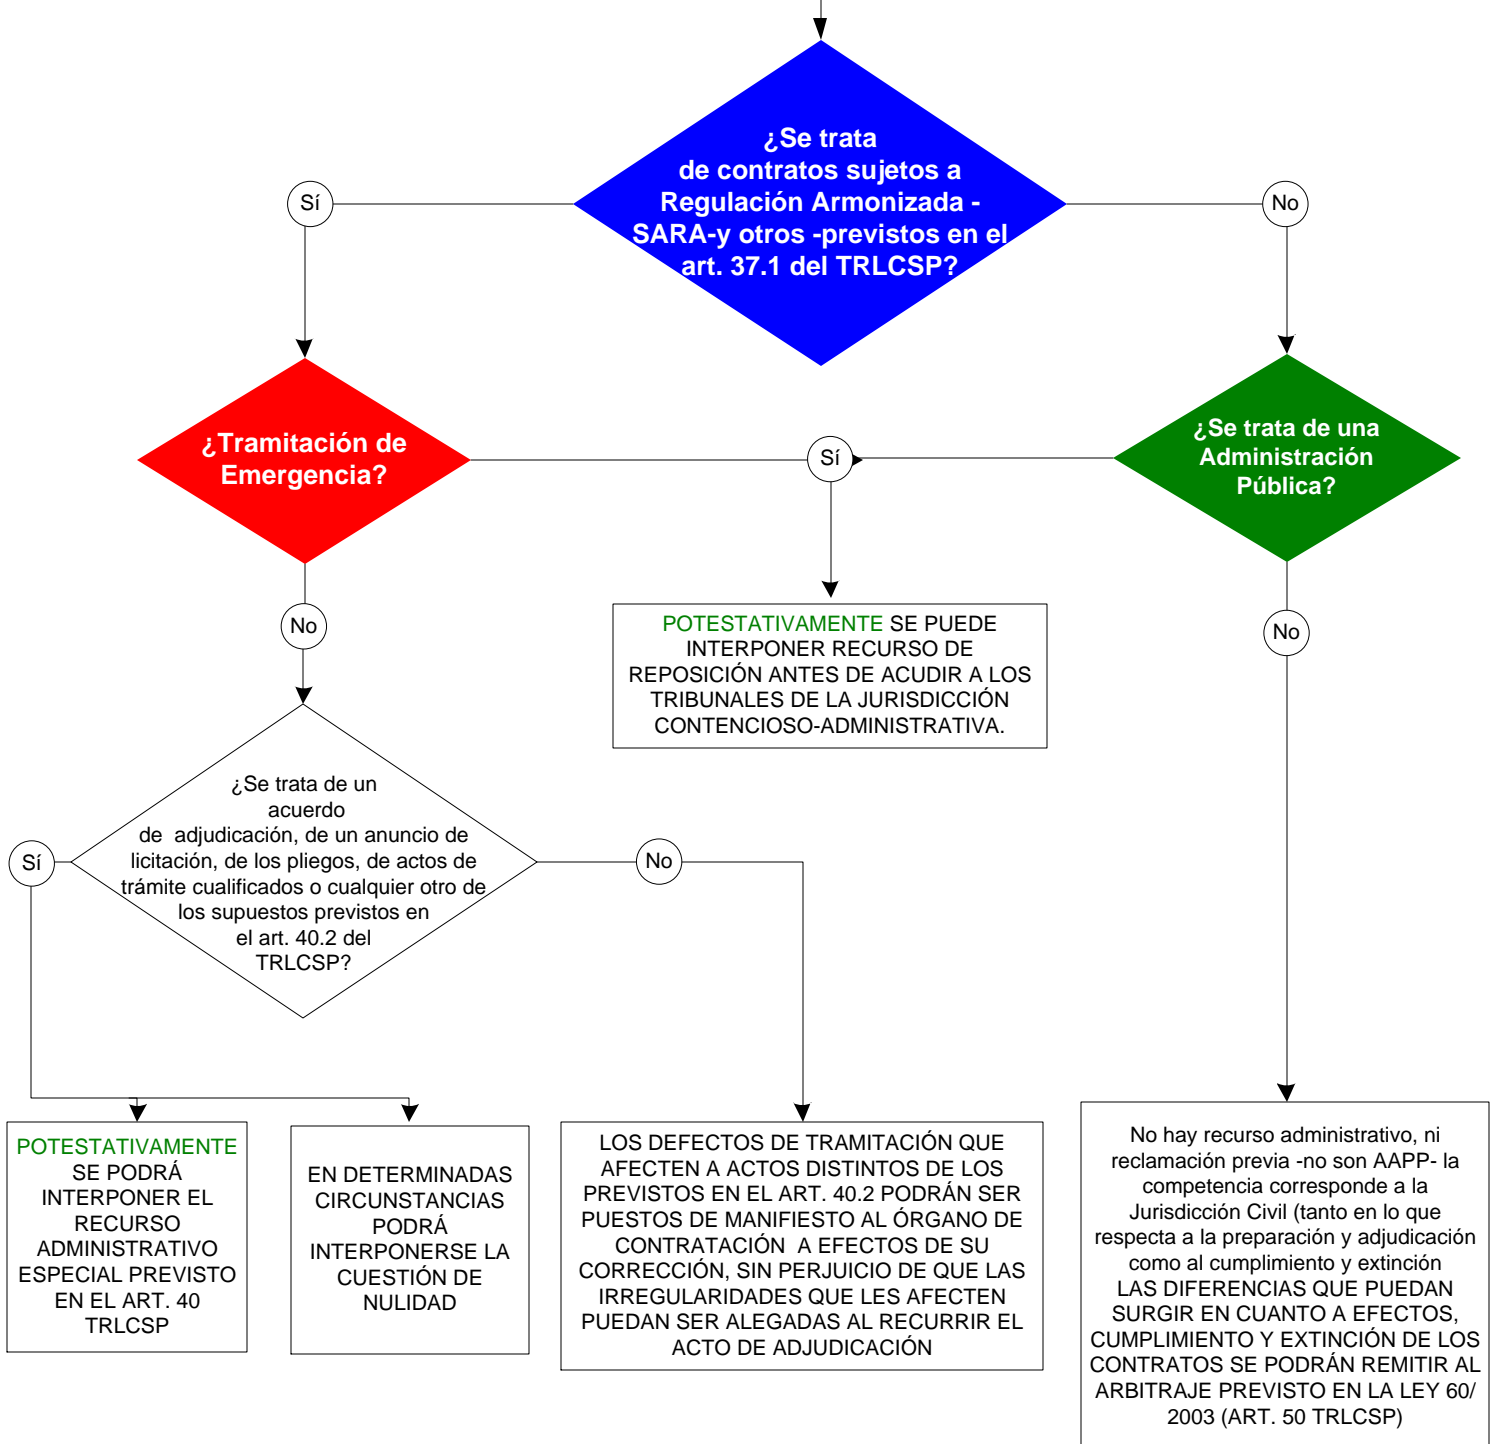 ¿Se trata
de contratos sujetos a
Regulación Armonizada -
SARA-y otros -previstos en el
art. 37.1 del TRLCSP?
Sí
No
¿Tramitación de
Emergencia?
Sí
¿Se trata de una
Administración
Pública?
No
POTESTATIVAMENTE SE PUEDE
INTERPONER RECURSO DE
REPOSICIÓN ANTES DE ACUDIR A LOS
TRIBUNALES DE LA JURISDICCIÓN
CONTENCIOSO-ADMINISTRATIVA.
No
¿Se trata de un
acuerdo
de adjudicación, de un anuncio de
licitación, de los pliegos, de actos de
trámite cualificados o cualquier otro de
los supuestos previstos en
el art. 40.2 del
TRLCSP?
Sí
No
POTESTATIVAMENTE
SE PODRÁ
INTERPONER EL
RECURSO
ADMINISTRATIVO
ESPECIAL PREVISTO
EN EL ART. 40
TRLCSP
EN DETERMINADAS
CIRCUNSTANCIAS
PODRÁ
INTERPONERSE LA
CUESTIÓN DE
NULIDAD
LOS DEFECTOS DE TRAMITACIÓN QUE
AFECTEN A ACTOS DISTINTOS DE LOS
PREVISTOS EN EL ART. 40.2 PODRÁN SER
PUESTOS DE MANIFIESTO AL ÓRGANO DE
CONTRATACIÓN A EFECTOS DE SU
CORRECCIÓN, SIN PERJUICIO DE QUE LAS
IRREGULARIDADES QUE LES AFECTEN
PUEDAN SER ALEGADAS AL RECURRIR EL
ACTO DE ADJUDICACIÓN
No hay recurso administrativo, ni
reclamación previa -no son AAPP- la
competencia corresponde a la
Jurisdicción Civil (tanto en lo que
respecta a la preparación y adjudicación
como al cumplimiento y extinción
LAS DIFERENCIAS QUE PUEDAN
SURGIR EN CUANTO A EFECTOS,
CUMPLIMIENTO Y EXTINCIÓN DE LOS
CONTRATOS SE PODRÁN REMITIR AL
ARBITRAJE PREVISTO EN LA LEY 60/
2003 (ART. 50 TRLCSP)